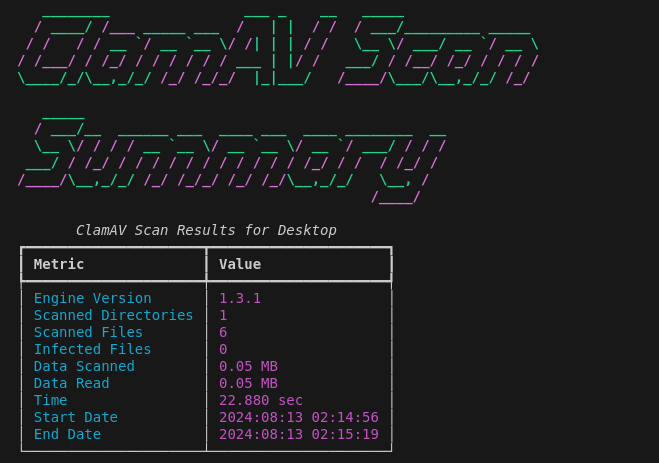 ClamAV Scan
Summary
ClamAV Scan Results for Desktop
Metric Value
Engine Version 1.3.1
Scanned Directories 1
Scanned Files 6
Infected Files 0
Data Scanned 0.05 MB
Data Read 0.05 MB
Time 22.880 sec
Start Date 2024:08:13 02:14:56
End Date 2024:08:13 02:15:19